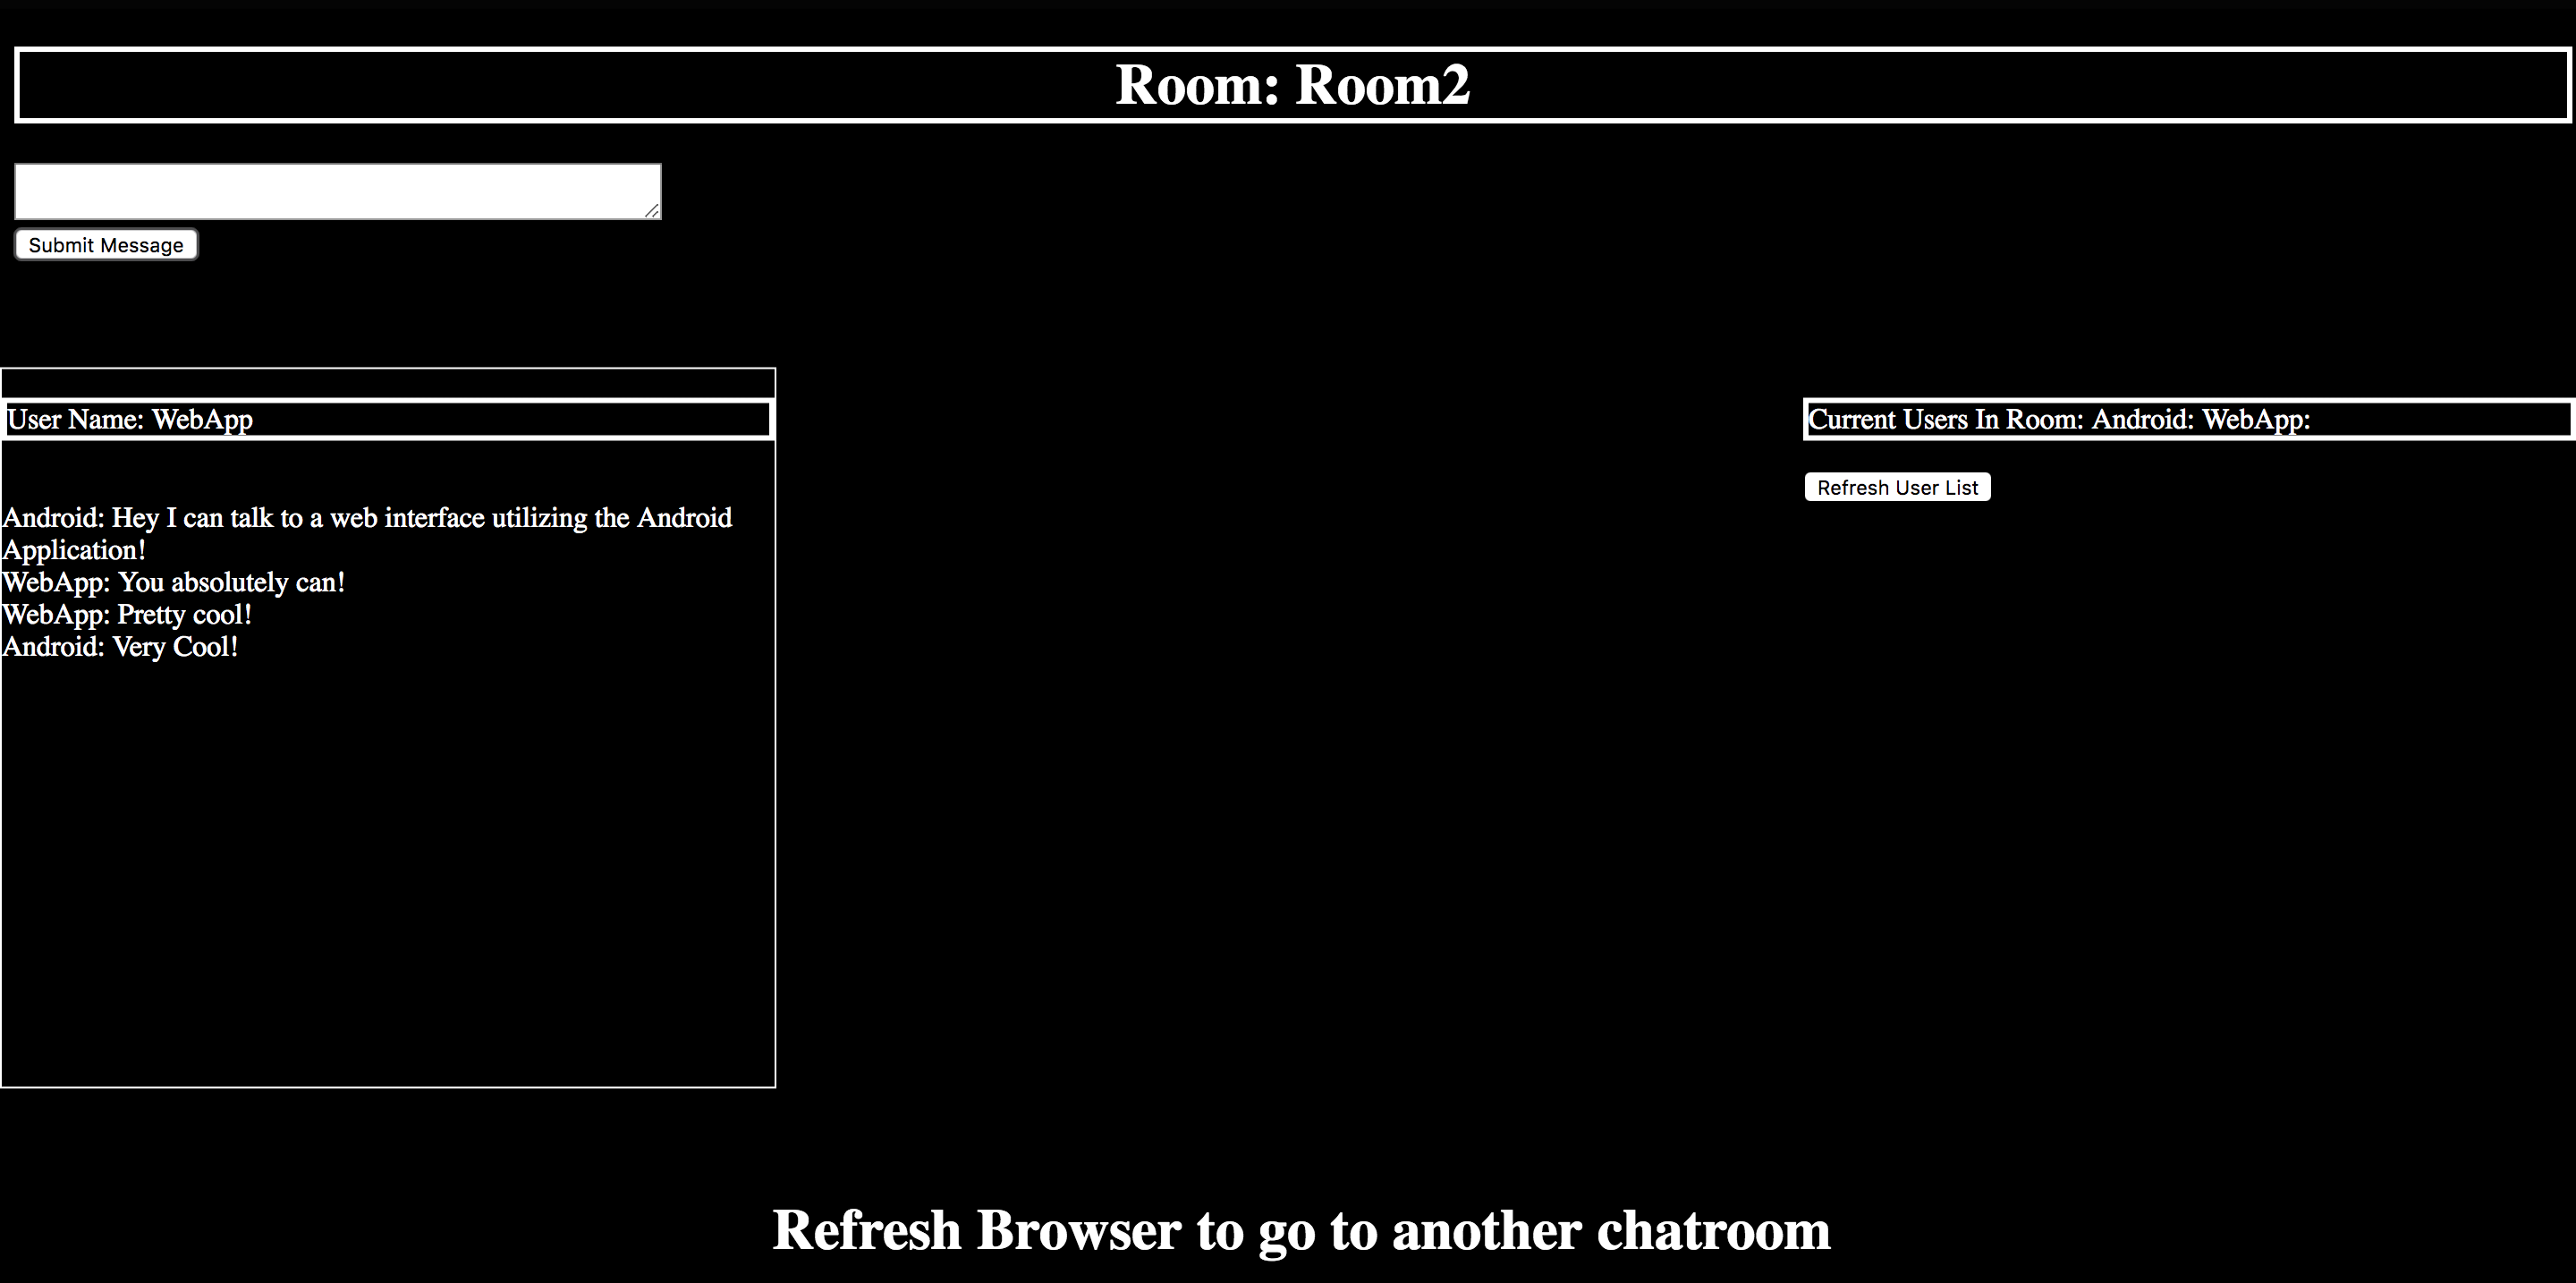 Room: Room2
Submit Message
User Name: WebApp
Current Users In Room: Android: WebApp:
Refresh User List
Android: Hey I can talk to a web interface utilizing the Android
Application!
WebApp: You absolutely can!
WebApp: Pretty cool!
Android: Very Cool!
Refresh Browser to go to another chatroom